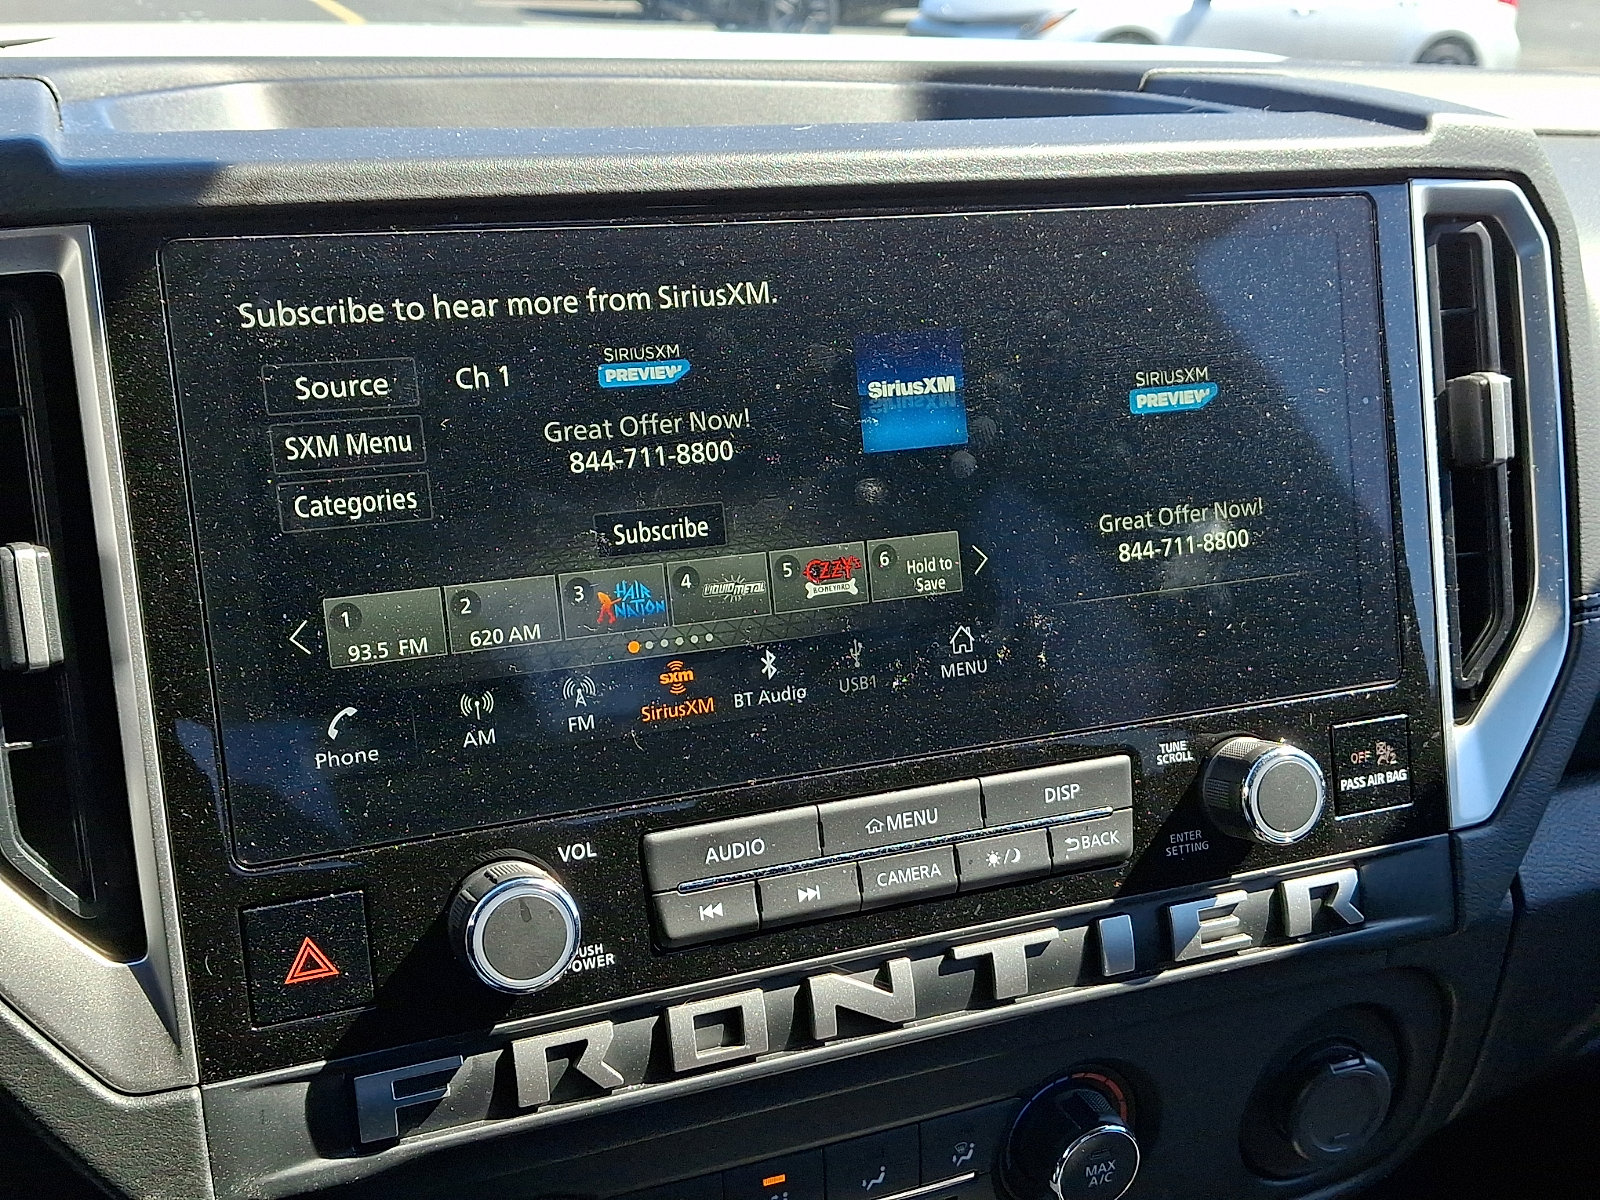 Subscribe to hear more from SiriusXM.
Source
Ch 1
SIRIUSXM
PREVIEW
SiriusXM
SIRIUSXM
PREVIEW
SXM Menu
Great Offer Now!
844-711-8800
Categories
Subscribe
Great Offer Now!
844-711-8800
1
93.5 FM
2
620 AM
3
HAIR
NATION
4
LIQUID METAL
5
OZZY'S
BONEYARD
6
Hold to
Save
Phone
AM
FM
sxm
SiriusXM
BT Audio
USB1
MENU
TUNE
SCROLL
OFF
PASS AIR BAG
VOL
AUDIO
MENU
DISP
CAMERA
BACK
ENTER
SETTING
PUSH
POWER
FRONTIER
MAX
A/C